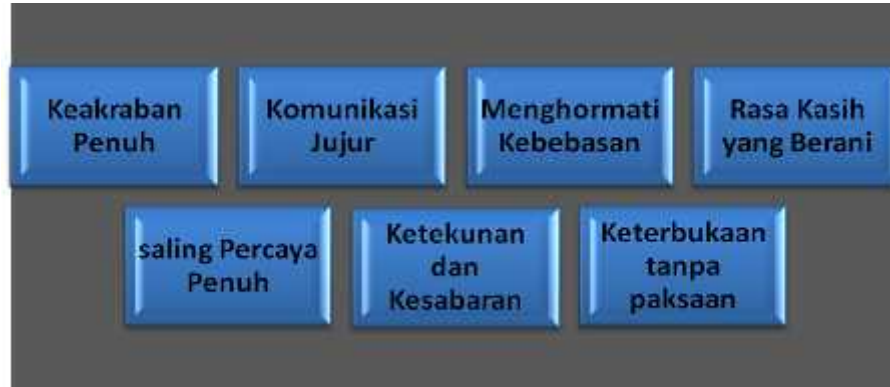 Keakraban
Penuh
Komunikasi
Jujur
Menghormati
Kebebasan
Rasa Kasih
yang Berani
saling Percaya
Penuh
Ketekunan
dan
Kesabaran
Keterbukaan
tanpa
paksaan